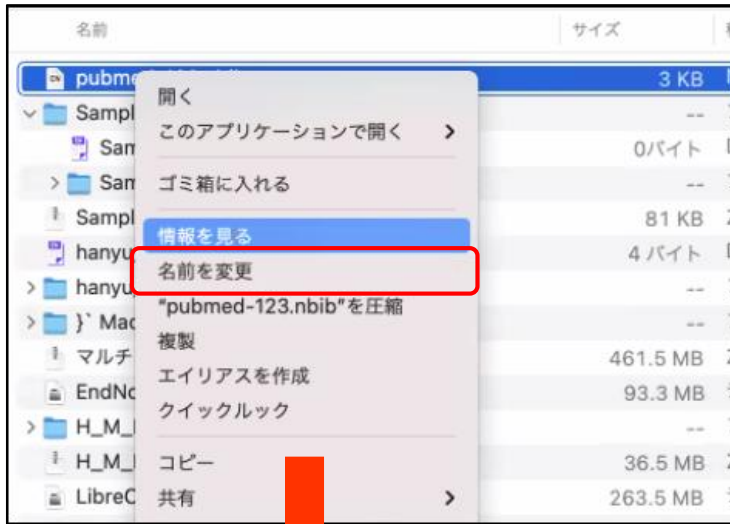 名前 サイズ
pubme 3 KB
開く
Sampl --
このアプリケーションで開く
San 0バイト
ゴミ箱に入れる
Sam --
Sampl 81 KB
情報を見る
hanyu 4 バイト
名前を変更
hanyu --
"pubmed-123.nbib"を圧縮
}` Mac --
複製
マルチ 461.5 MB
エイリアスを作成
EndNo 93.3 MB
クイックルック
H_M_ --
コピー
H_M_ 36.5 MB
共有
LibreO 263.5 MB